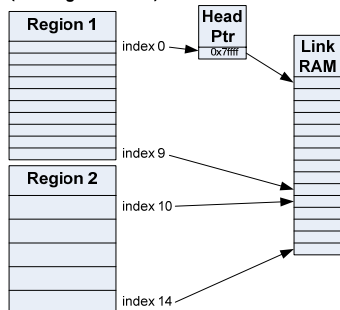 Region 1
index 0
Head
Ptr
0x7ffff
Link
RAM
index 9
Region 2
index 10
index 14